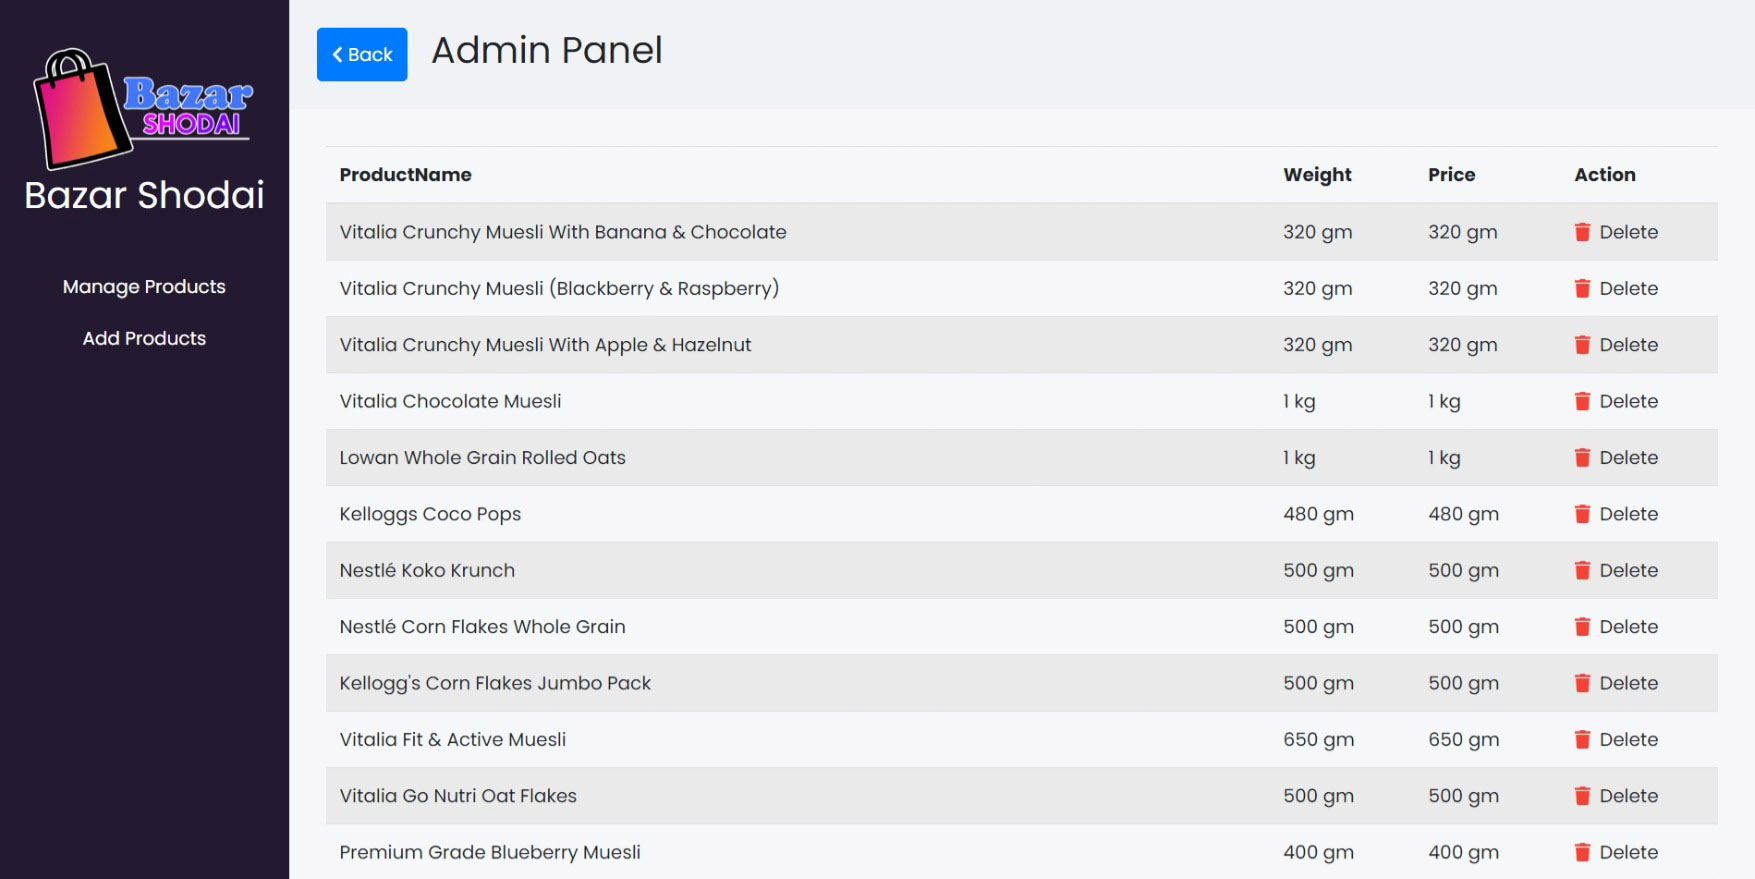 Bazar
SHODAI
Bazar Shodai
Manage Products
Add Products
Back Admin Panel
ProductName Weight Price Action
Vitalia Crunchy Muesli With Banana & Chocolate 320 gm 320 gm Delete
Vitalia Crunchy Muesli (Blackberry & Raspberry) 320 gm 320 gm Delete
Vitalia Crunchy Muesli With Apple & Hazelnut 320 gm 320 gm Delete
Vitalia Chocolate Muesli 1 kg 1 kg Delete
Lowan Whole Grain Rolled Oats 1 kg 1 kg Delete
Kelloggs Coco Pops 480 gm 480 gm Delete
Nestlé Koko Krunch 500 gm 500 gm Delete
Nestlé Corn Flakes Whole Grain 500 gm 500 gm Delete
Kellogg's Corn Flakes Jumbo Pack 500 gm 500 gm Delete
Vitalia Fit & Active Muesli 650 gm 650 gm Delete
Vitalia Go Nutri Oat Flakes 500 gm 500 gm Delete
Premium Grade Blueberry Muesli 400 gm 400 gm Delete